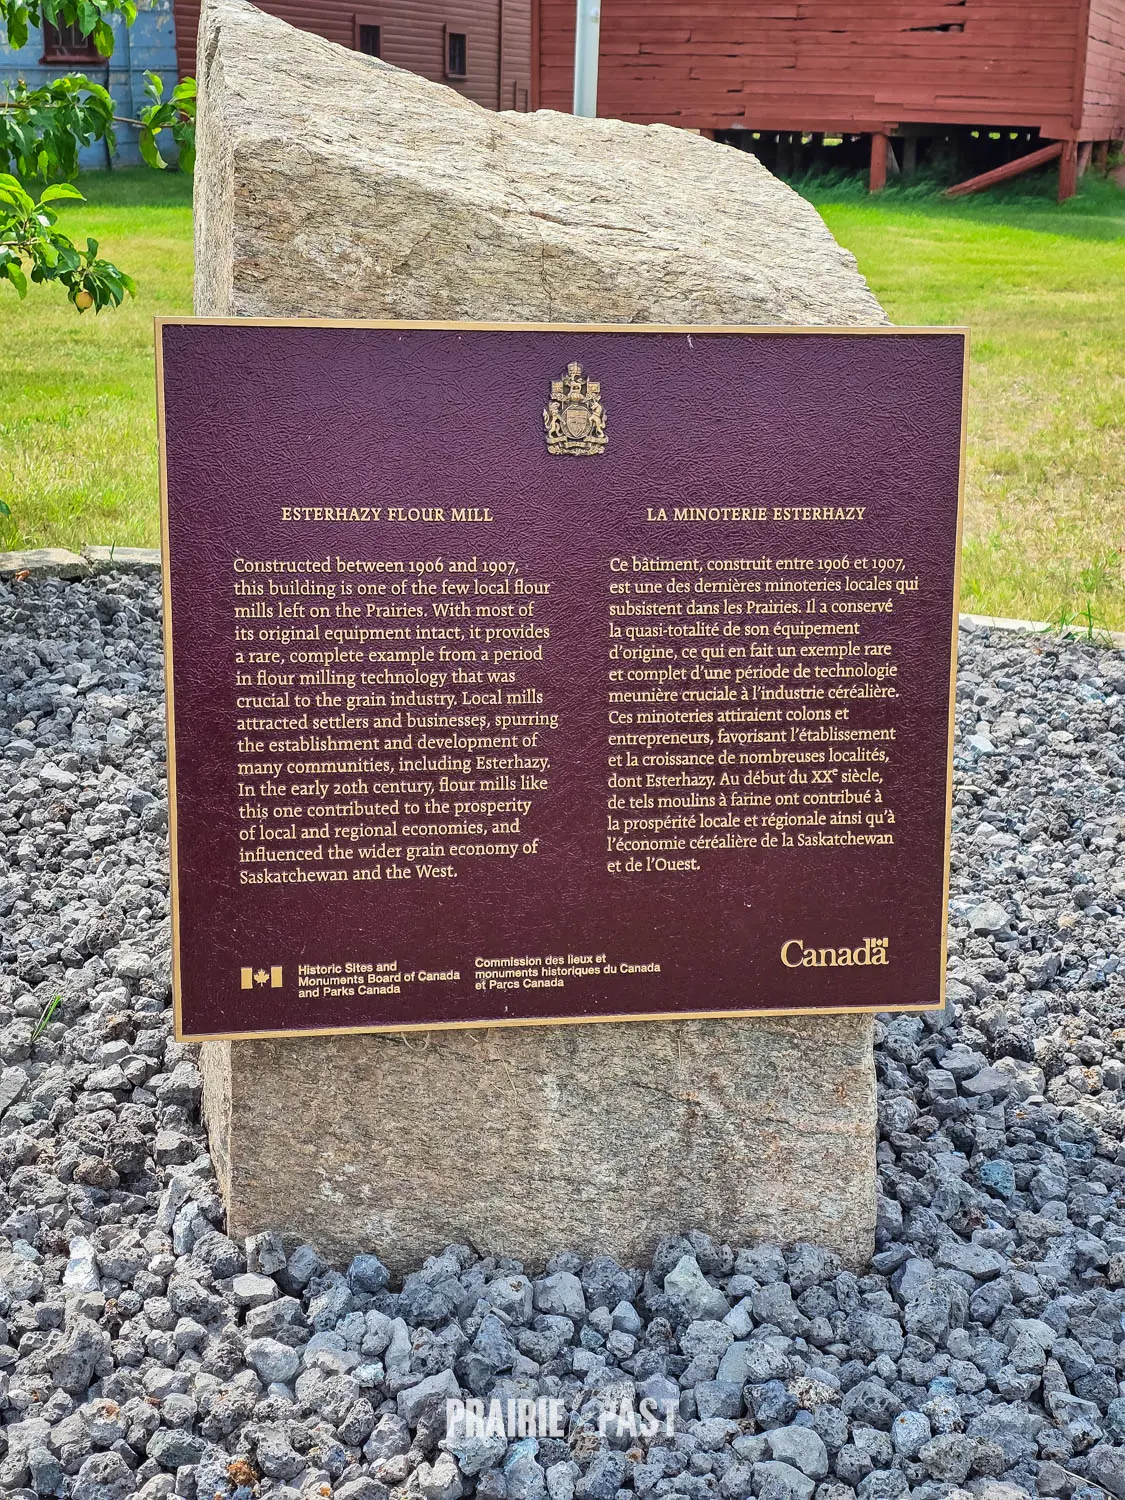 ESTERHAZY FLOUR MILL
Constructed between 1906 and 1907,
this building is one of the few local flour
mills left on the Prairies. With most of
its original equipment intact, it provides
a rare, complete example from a period
in flour milling technology that was
crucial to the grain industry. Local mills
attracted settlers and businesses, spurring
the establishment and development of
many communities, including Esterhazy.
In the early 20th century, flour mills like
this one contributed to the prosperity
of local and regional economies, and
influenced the wider grain economy of
Saskatchewan and the West.
LA MINOTERIE ESTERHAZY
Ce bâtiment, construit entre 1906 et 1907,
est une des dernières minoteries locales qui
subsistent dans les Prairies. Il a conservé
la quasi-totalité de son équipement
d'origine, ce qui en fait un exemple rare
et complet d'une période de technologie
meunière cruciale à l'industrie céréalière.
Ces minoteries attiraient colons et
entrepreneurs, favorisant l'établissement
et la croissance de nombreuses localités,
dont Esterhazy. Au début du XXe siècle,
de tels moulins à farine ont contribué à
la prospérité locale et régionale ainsi qu'à
l'économie céréalière de la Saskatchewan
et de l'Ouest.
Historic Sites and
Monuments Board of Canada
and Parks Canada
Commission des lieux et
monuments historiques du Canada
et Parcs Canada
Canada
PRAIRIE PAST